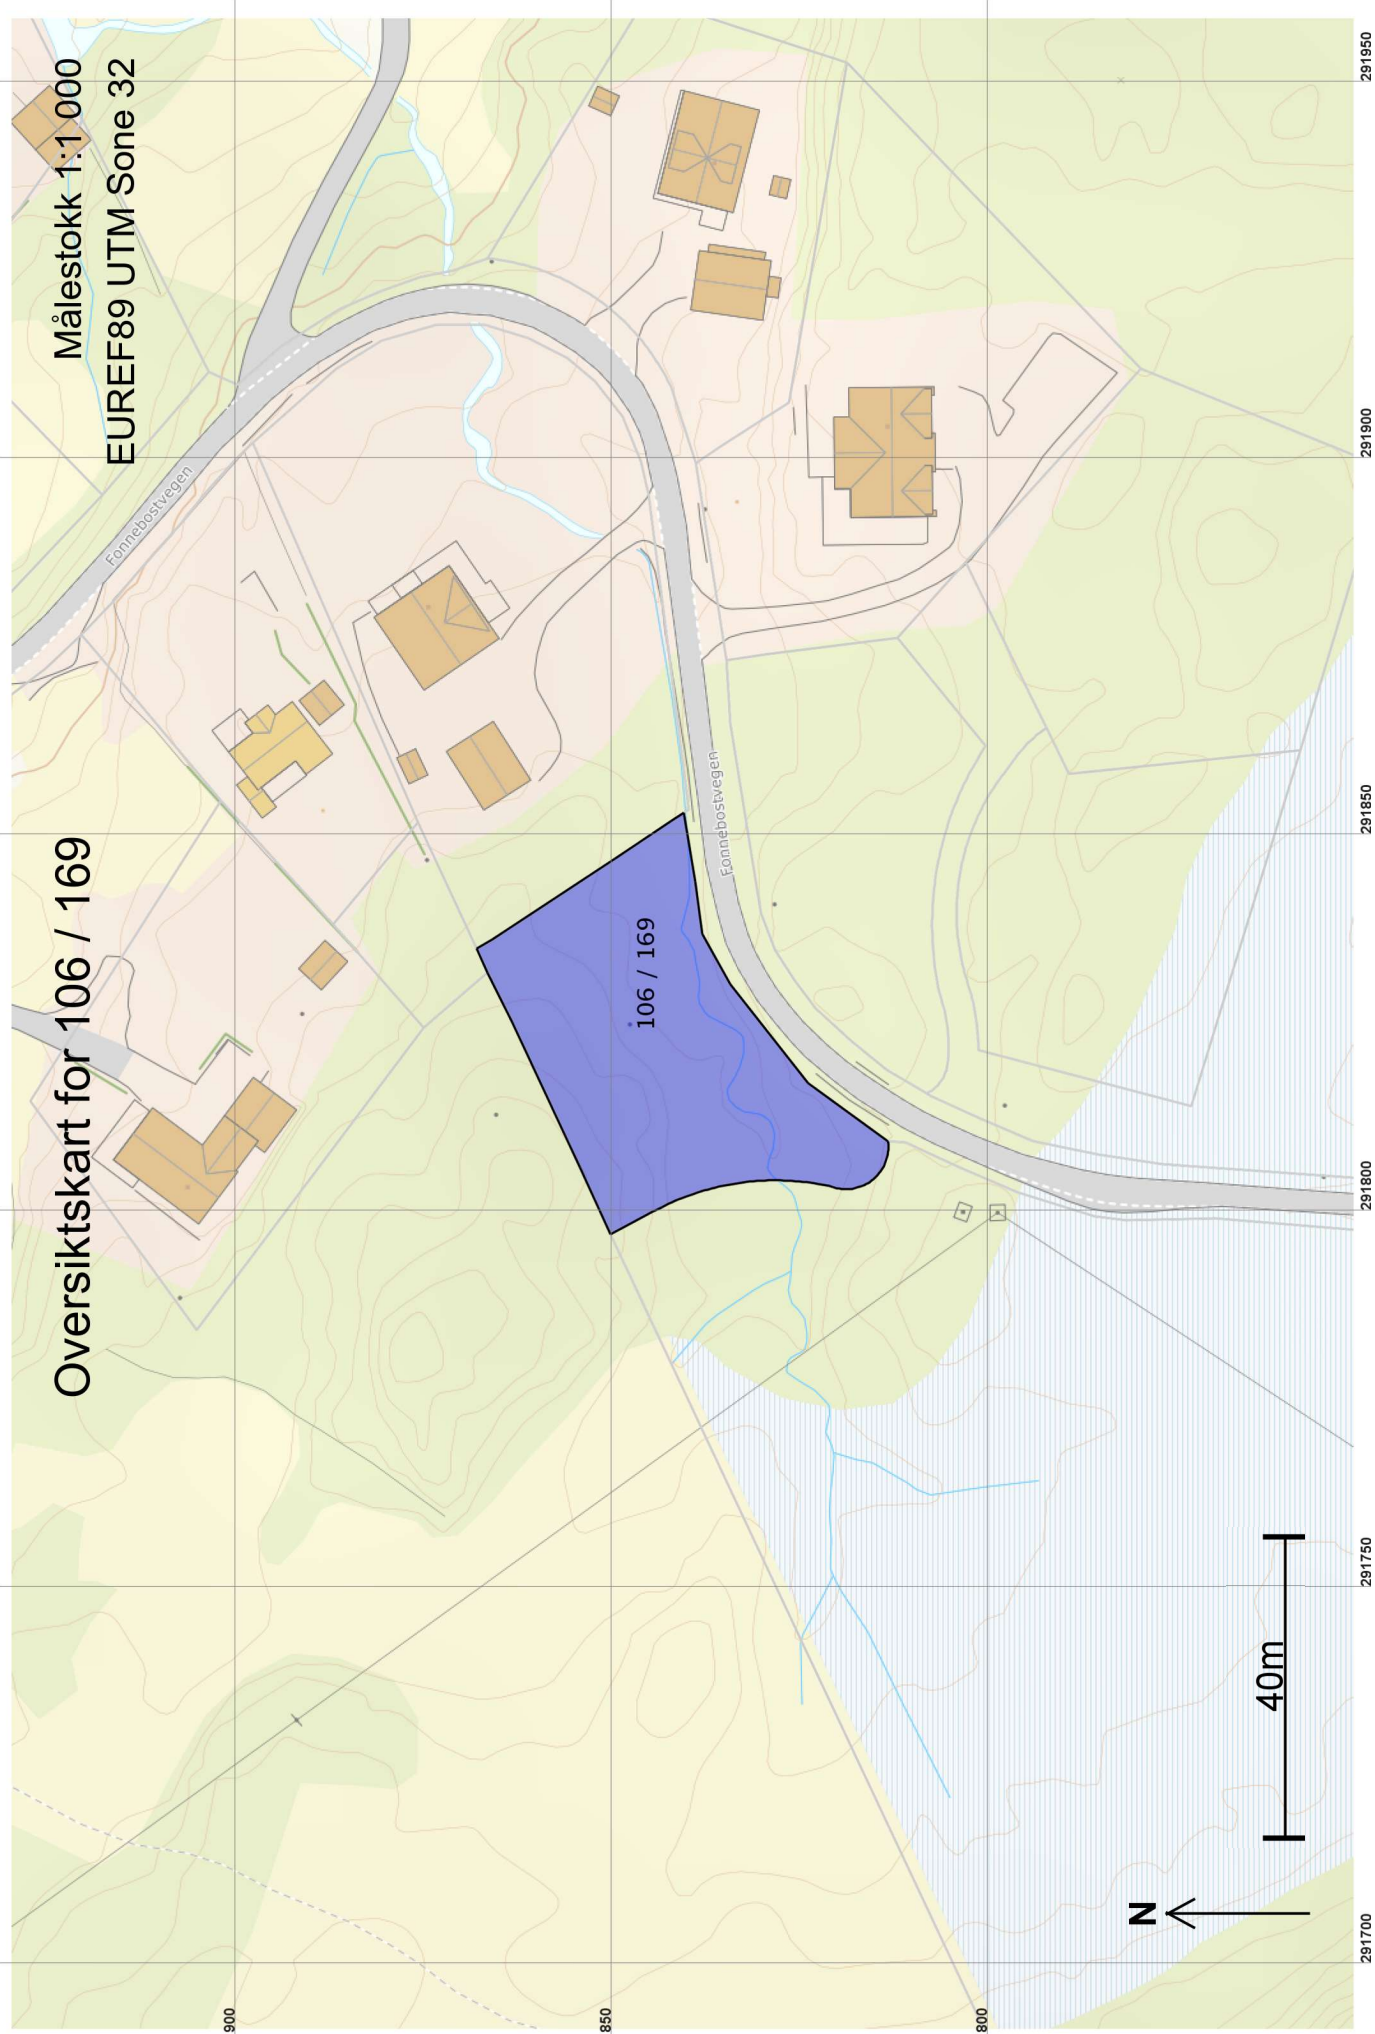 Oversiktskart for 106 / 169
Målestokk 1:1 000
EUREF89 UTM Sone 32
Fonnebostvegen
Fonnebostvegen
106 / 169
900
850
800
N
40m
291700
291750
291800
291850
291900
291950